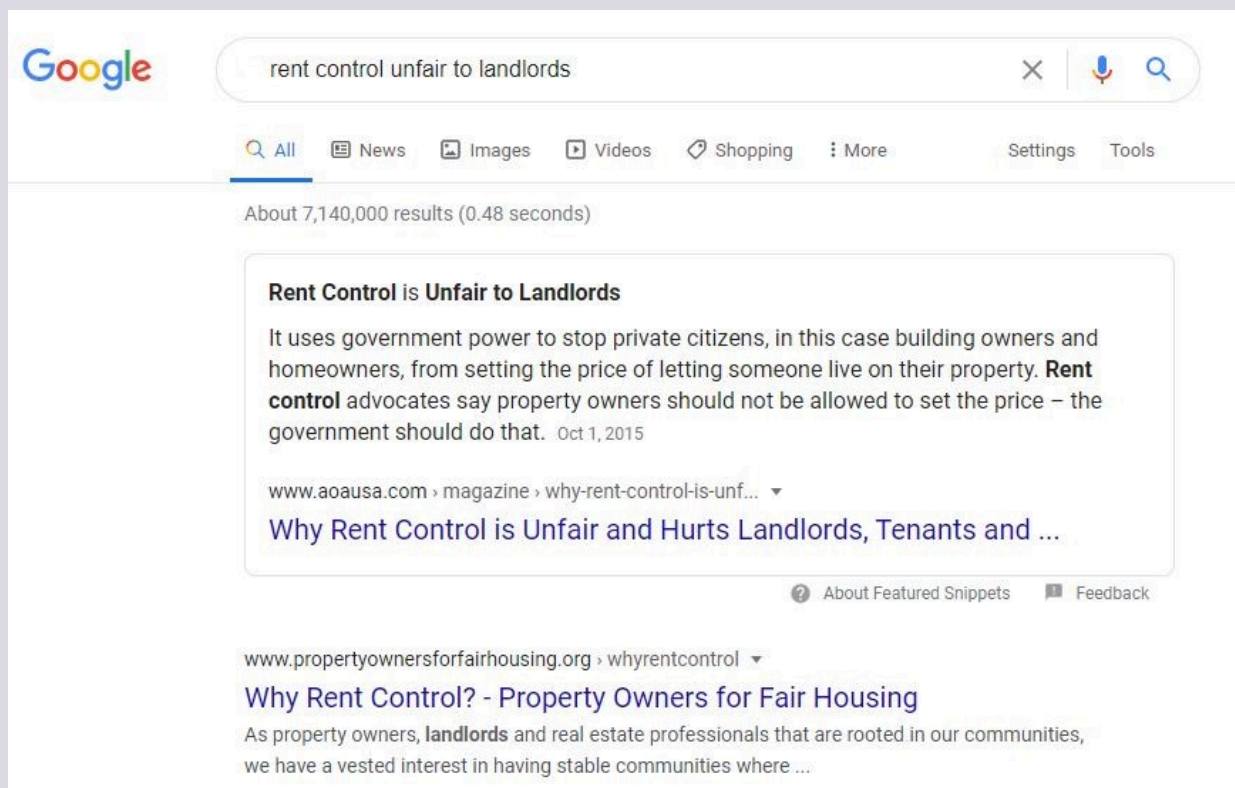 Google
rent control unfair to landlords
All News Images Videos Shopping More Settings Tools
About 7,140,000 results (0.48 seconds)
Rent Control is Unfair to Landlords
It uses government power to stop private citizens, in this case building owners and
homeowners, from setting the price of letting someone live on their property. Rent
control advocates say property owners should not be allowed to set the price – the
government should do that. Oct 1, 2015
www.aoausa.com › magazine › why-rent-control-is-unf...
Why Rent Control is Unfair and Hurts Landlords, Tenants and ...
About Featured Snippets Feedback
www.propertyownersforfairhousing.org › whyrentcontrol
Why Rent Control? - Property Owners for Fair Housing
As property owners, landlords and real estate professionals that are rooted in our communities,
we have a vested interest in having stable communities where ...